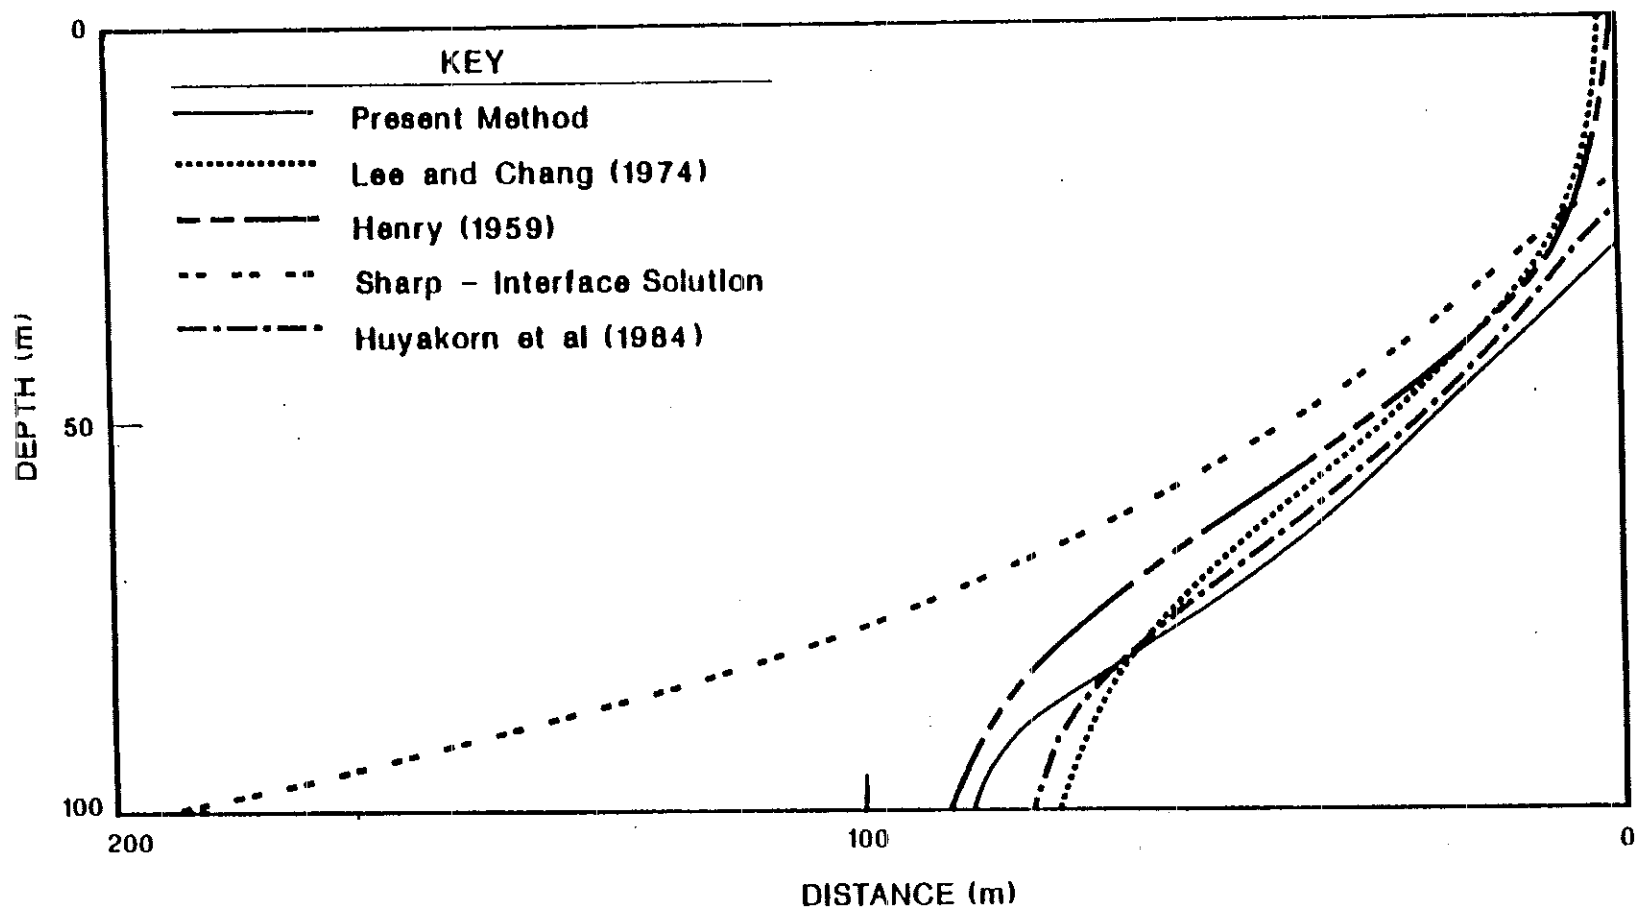 0
KEY
Present Method
Lee and Chang (1974)
Henry (1959)
Sharp - Interface Solution
Huyakorn et al (1984)
DEPTH (m)
50
100
200
100
0
DISTANCE (m)